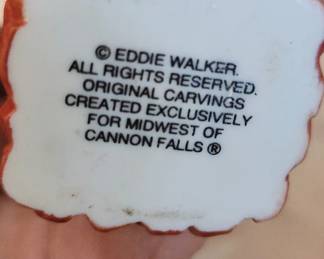 © EDDIE WALKER.
ALL RIGHTS RESERVED.
ORIGINAL CARVINGS
CREATED EXCLUSIVELY
FOR MIDWEST OF
CANNON FALLS ®